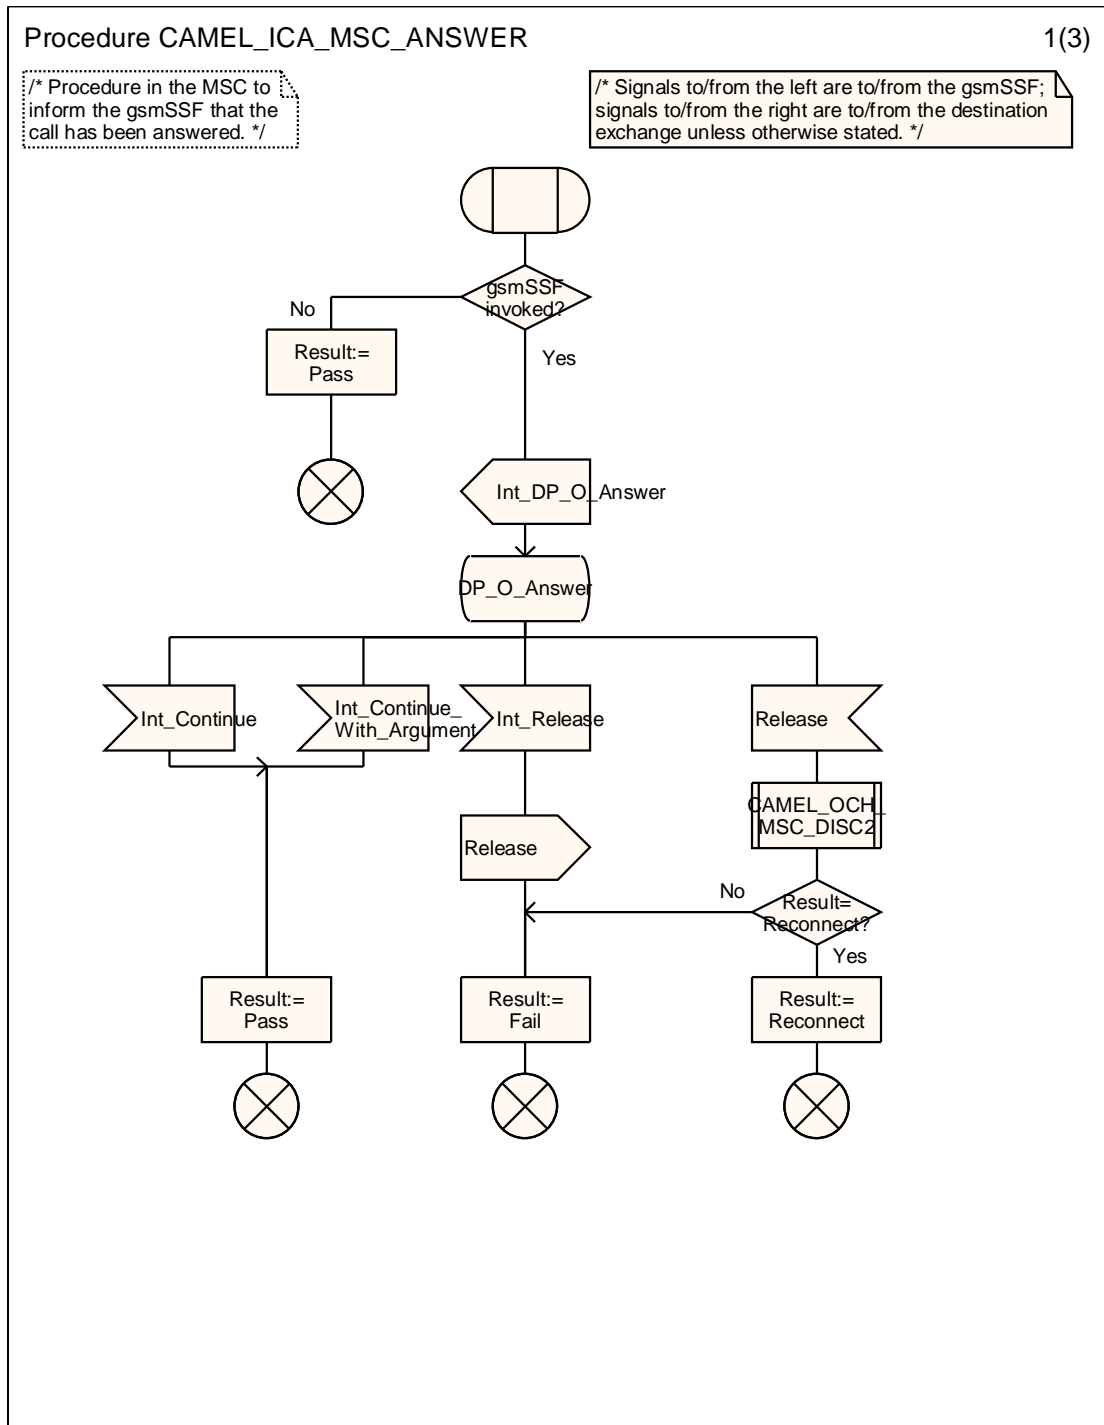 Procedure CAMEL_ICA_MSC_ANSWER
1(3)
/* Procedure in the MSC to
inform the gsmSSF that the
call has been answered. */
/* Signals to/from the left are to/from the gsmSSF;
signals to/from the right are to/from the destination
exchange unless otherwise stated. */
gsmSSF
invoked?
No
Yes
Result:=
Pass
Int_DP_O_Answer
DP_O_Answer
Int_Continue
Int_Continue_
With_Argument
Int_Release
Release
CAMEL_OCH_
MSC_DISC2
Release
No
Result=
Reconnect?
Yes
Result:=
Pass
Result:=
Fail
Result:=
Reconnect